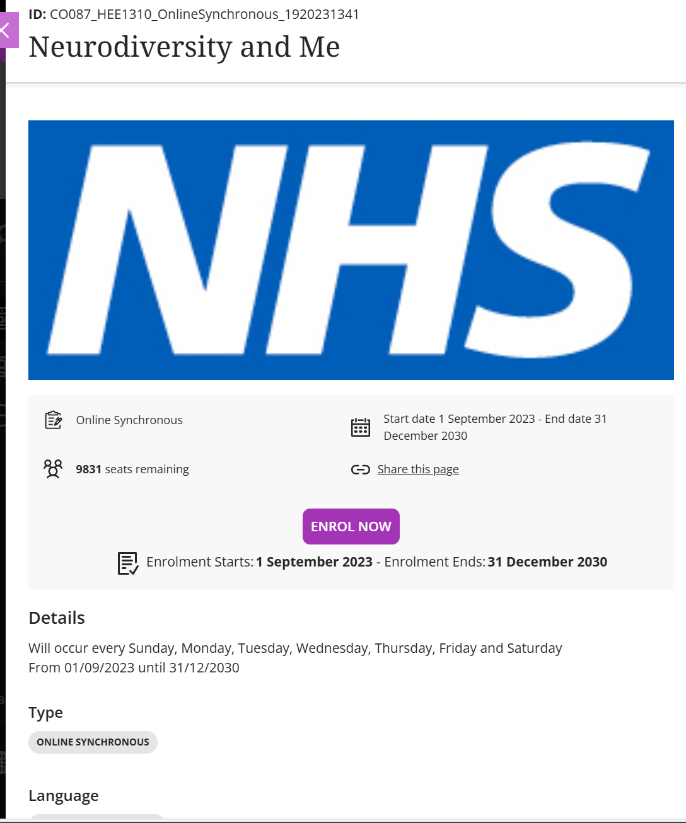 ID: CO087_HEE1310_OnlineSynchronous_1920231341
Neurodiversity and Me
NHS
Online Synchronous
Start date 1 September 2023 - End date 31
December 2030
9831 seats remaining
Share this page
ENROL NOW
Enrolment Starts: 1 September 2023 - Enrolment Ends: 31 December 2030
Details
Will occur every Sunday, Monday, Tuesday, Wednesday, Thursday, Friday and Saturday
From 01/09/2023 until 31/12/2030
Type
ONLINE SYNCHRONOUS
Language